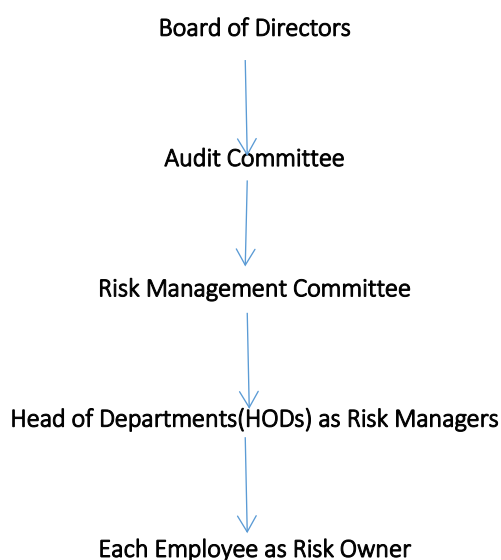 Board of Directors
Audit Committee
Risk Management Committee
Head of Departments(HODs) as Risk Managers
Each Employee as Risk Owner